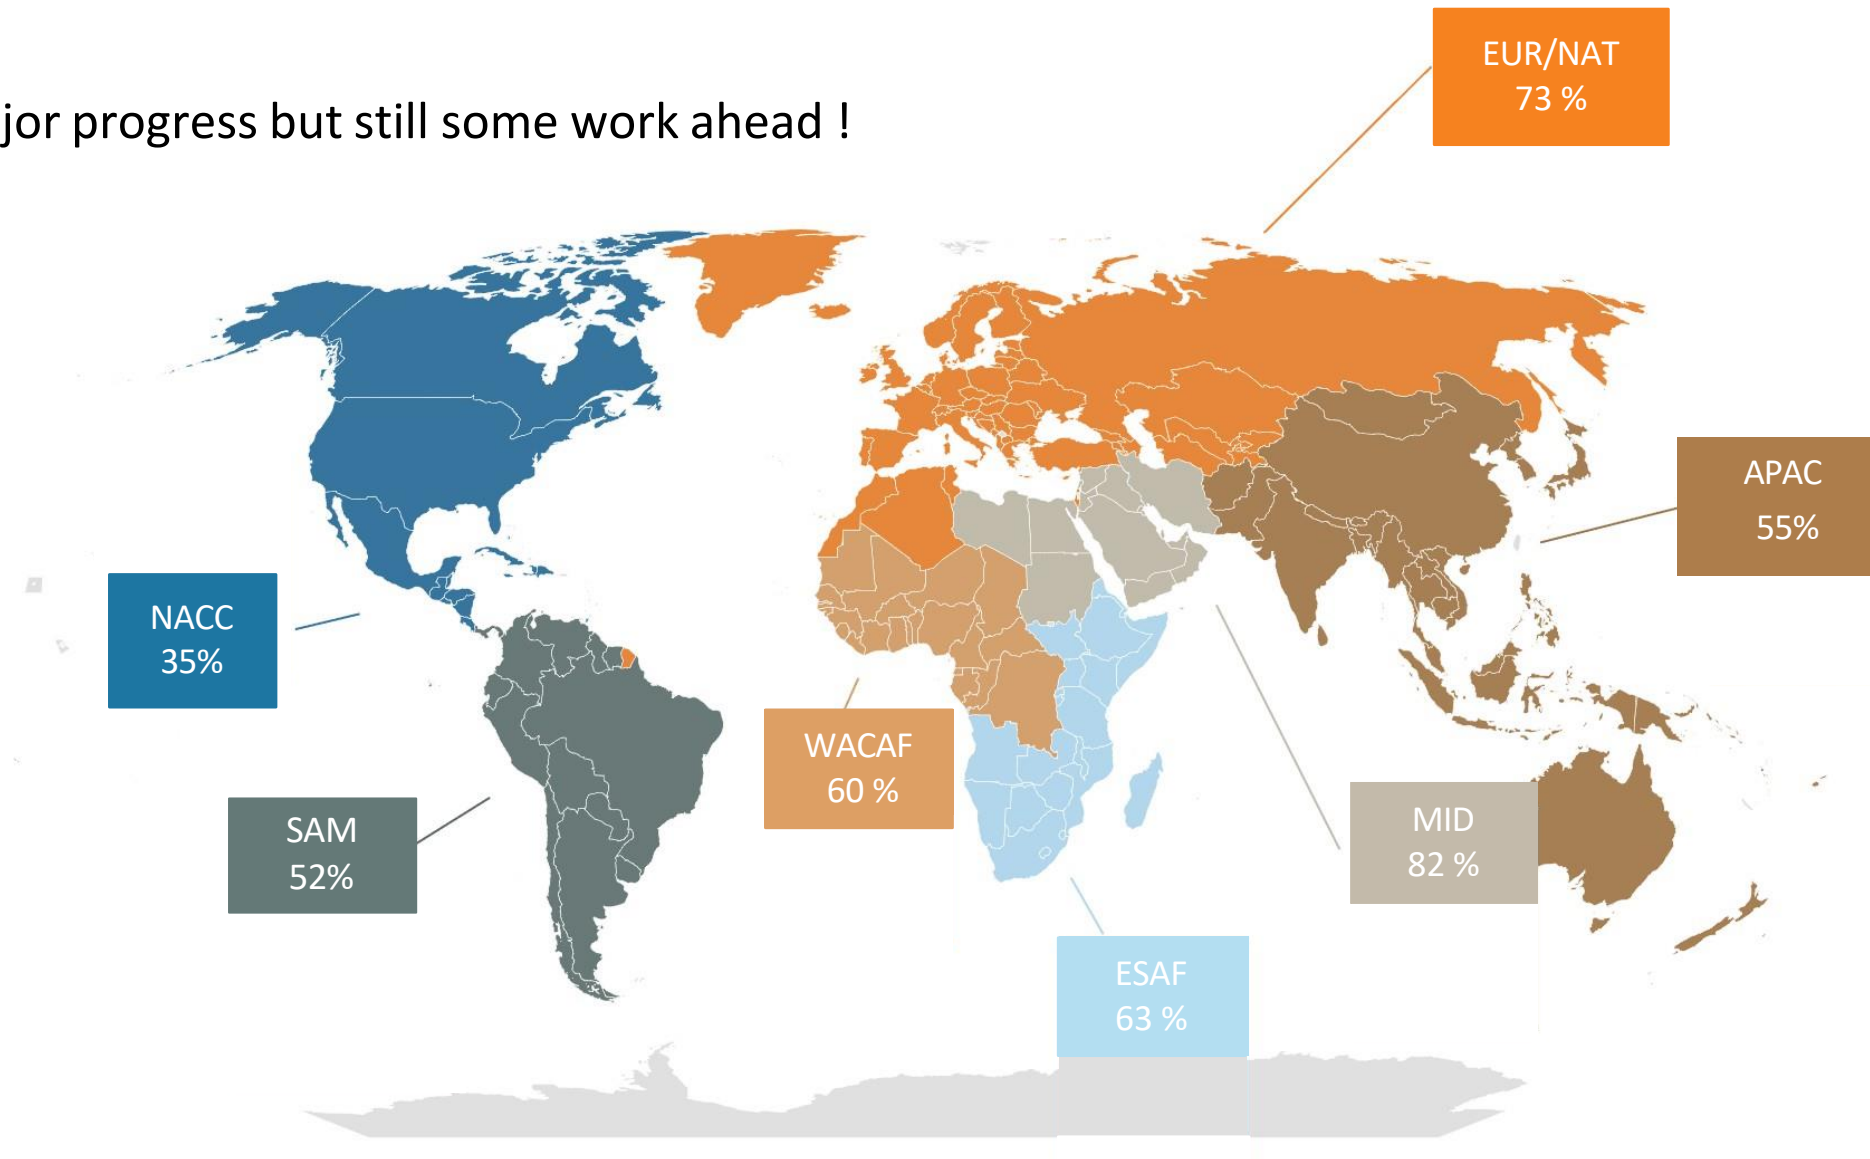 jor progress but still some work ahead !
EUR/NAT
73 %
APAC
55%
NACC
35%
WACAF
60 %
SAM
52%
MID
82 %
ESAF
63 %